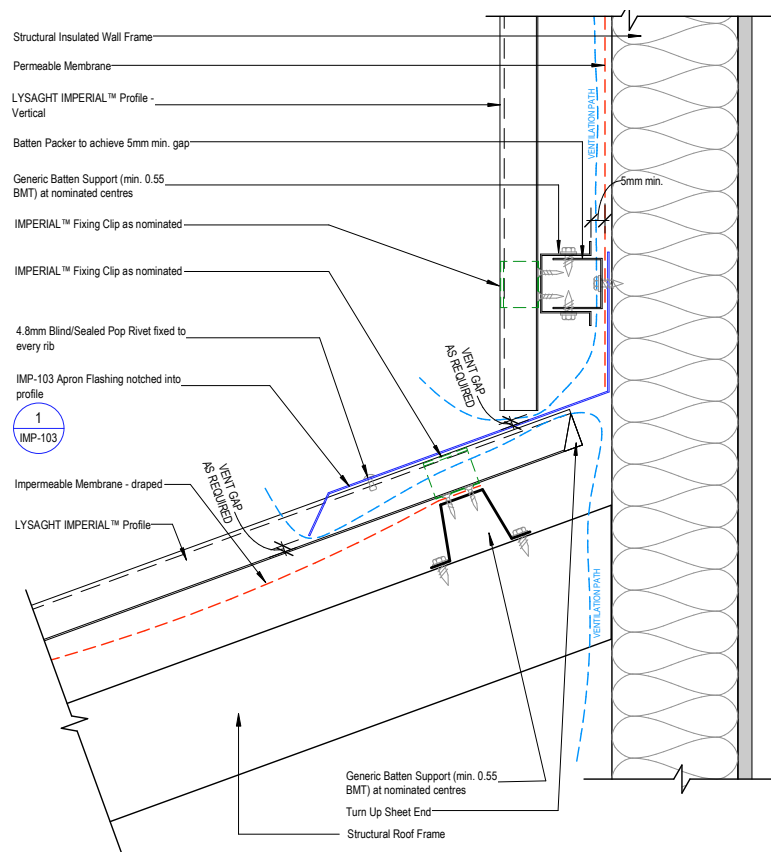 Structural Insulated Wall Frame
Permeable Membrane
LYSAGHT IMPERIAL™ Profile -
Vertical
Batten Packer to achieve 5mm min. gap
Generic Batten Support (min. 0.55
BMT) at nominated centres
IMPERIAL™ Fixing Clip as nominated
IMPERIAL™ Fixing Clip as nominated
4.8mm Blind/Sealed Pop Rivet fixed to
every rib
IMP-103 Apron Flashing notched into
profile
1
IMP-103
Impermeable Membrane - draped
LYSAGHT IMPERIAL™ Profile
VENTILATION PATH
5mm min.
VENT GAP
AS REQUIRED
VENT GAP
AS REQUIRED
VENTILATION PATH
Generic Batten Support (min. 0.55
BMT) at nominated centres
Turn Up Sheet End
Structural Roof Frame